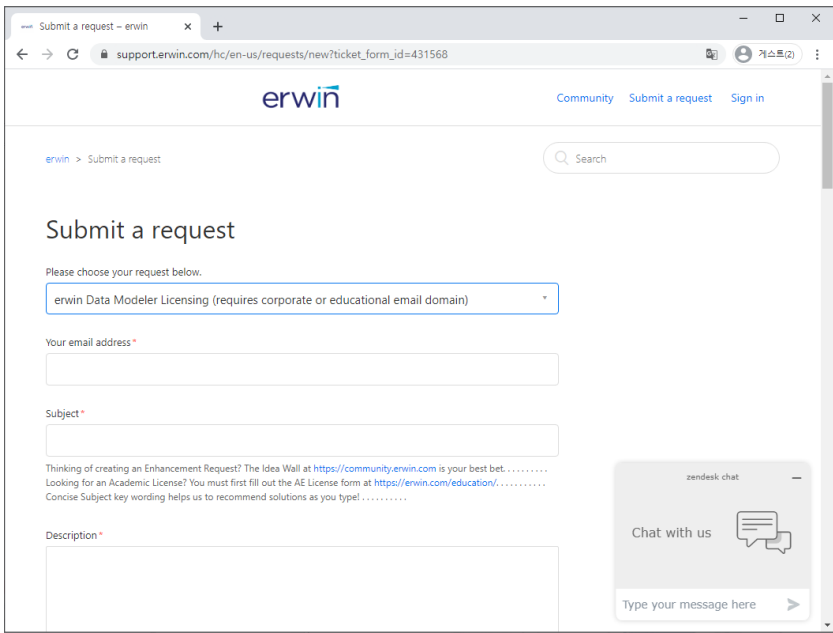 erwin Submit a request – erwin × +
support.erwin.com/hc/en-us/requests/new?ticket_form_id=431568 게스트(2)
erwin Community Submit a request Sign in
erwin > Submit a request Search
Submit a request
Please choose your request below.
erwin Data Modeler Licensing (requires corporate or educational email domain)
Your email address*
Subject*
Thinking of creating an Enhancement Request? The Idea Wall at https://community.erwin.com is your best bet. . . . . . . . .
Looking for an Academic License? You must first fill out the AE License form at https://erwin.com/education/. . . . . . . . . . .
Concise Subject key wording helps us to recommend solutions as you type! . . . . . . . . . .
Description*
zendesk chat
Chat with us
Type your message here